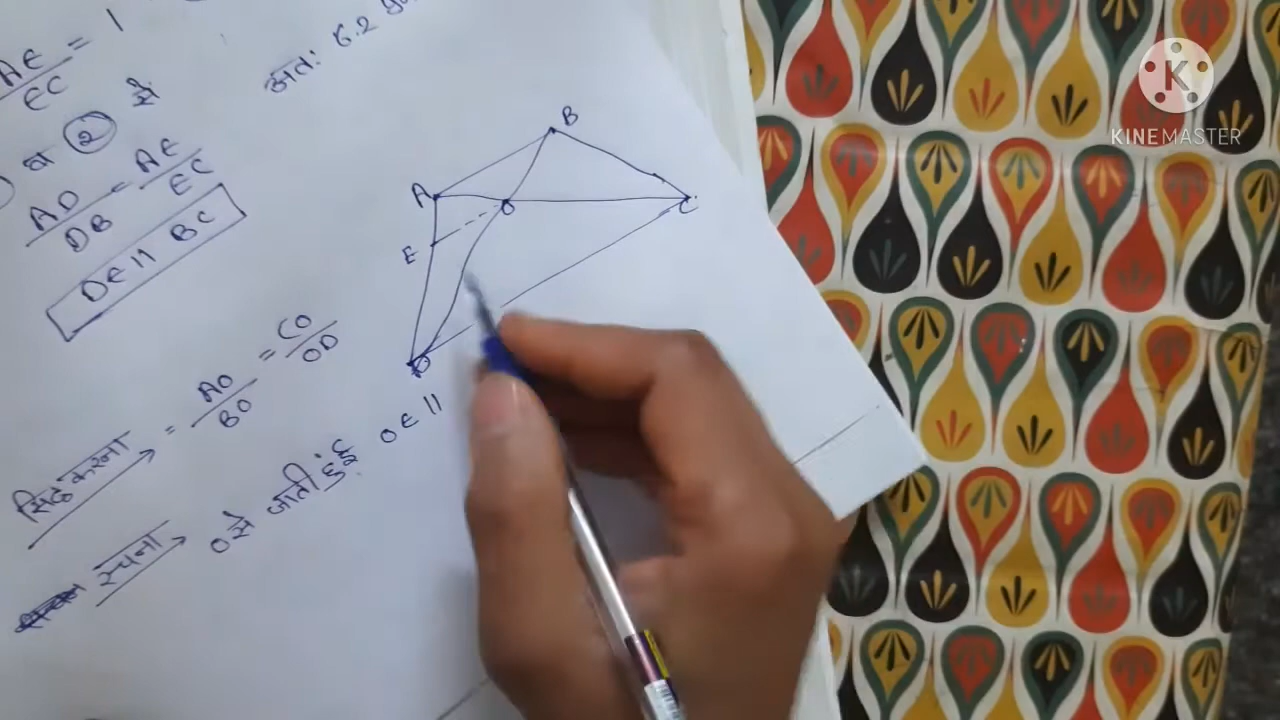 AE/EC = 1
अतः 6.2
व 2 से
AD/DB = AE/EC
DE || BC
A
B
C
D
E
O
सिद्ध करना = AO/BO = CO/OD
रचना O से जाती हुई OE ||
KINEMASTER